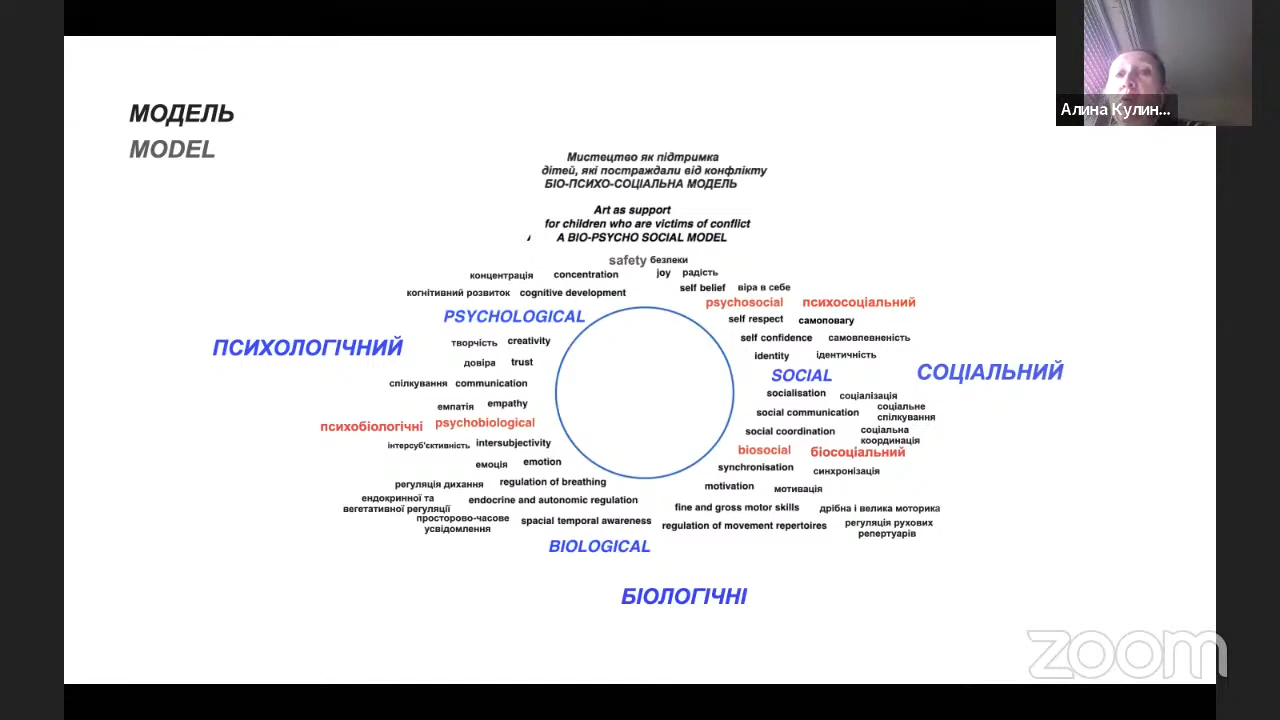 Алина Кулин...
МОДЕЛЬ
MODEL
Мистецтво як підтримка
дітей, які постраждали від конфлікту
БІО-ПСИХО-СОЦІАЛЬНА МОДЕЛЬ
Art as support
for children who are victims of conflict
A BIO-PSYCHO SOCIAL MODEL
safety безпеки
концентрація concentration joy радість
когнітивний розвиток cognitive development self belief віра в себе
psychosocial психосоціальний
PSYCHOLOGICAL self respect самоповагу
творчість creativity self confidence самовпевненість
ПСИХОЛОГІЧНИЙ
identity ідентичність
довіра trust
SOCIAL СОЦІАЛЬНИЙ
спілкування communication socialisation соціалізація
емпатія empathy social communication соціальне
спілкування
психобіологічні psychobiological social coordination соціальна
координація
інтерсуб'єктивність intersubjectivity biosocial біосоціальний
емоція emotion synchronisation синхронізація
регуляція дихання regulation of breathing motivation мотивація
ендокринної та
вегетативної регуляції endocrine and autonomic regulation fine and gross motor skills дрібна і велика моторика
просторово-часове
усвідомлення spacial temporal awareness regulation of movement repertoires регуляція рухових
репертуарів
BIOLOGICAL
БІОЛОГІЧНІ
zoom